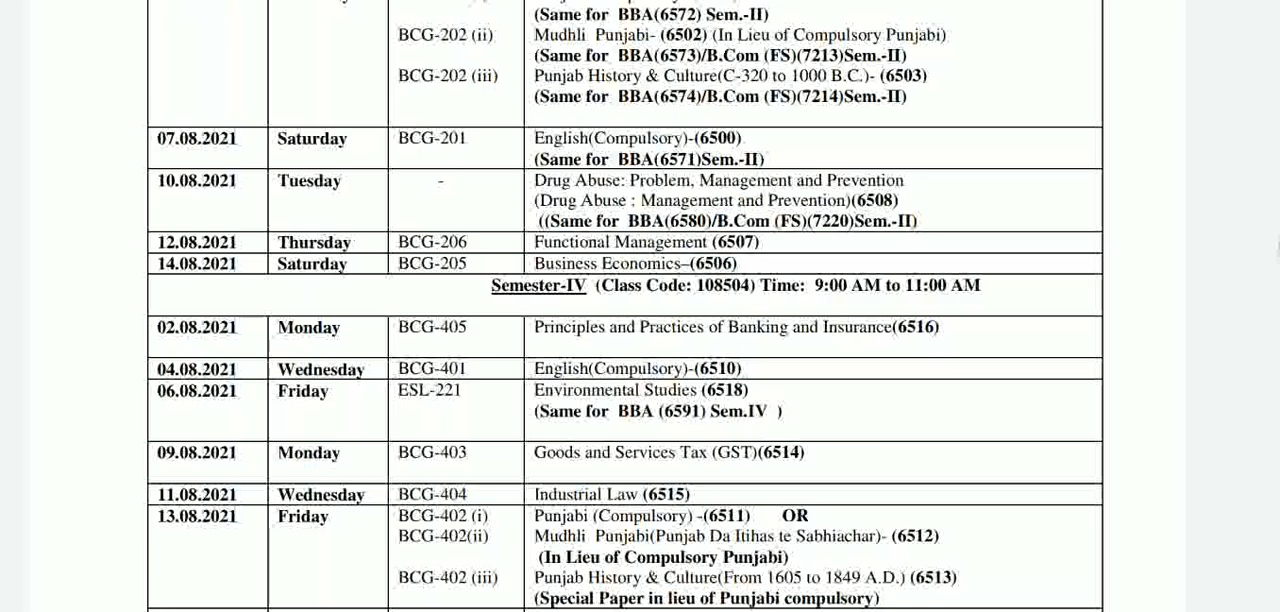 (Same for BBA(6572) Sem.-II)
BCG-202 (ii) Mudhli Punjabi- (6502) (In Lieu of Compulsory Punjabi)
(Same for BBA(6573)/B.Com (FS)(7213)Sem.-II)
BCG-202 (iii) Punjab History & Culture(C-320 to 1000 B.C.)- (6503)
(Same for BBA(6574)/B.Com (FS)(7214)Sem.-II)
07.08.2021 Saturday BCG-201 English(Compulsory)-(6500)
(Same for BBA(6571)Sem.-II)
10.08.2021 Tuesday - Drug Abuse: Problem, Management and Prevention
(Drug Abuse : Management and Prevention)(6508)
((Same for BBA(6580)/B.Com (FS)(7220)Sem.-II)
12.08.2021 Thursday BCG-206 Functional Management (6507)
14.08.2021 Saturday BCG-205 Business Economics–(6506)
Semester-IV (Class Code: 108504) Time: 9:00 AM to 11:00 AM
02.08.2021 Monday BCG-405 Principles and Practices of Banking and Insurance(6516)
04.08.2021 Wednesday BCG-401 English(Compulsory)-(6510)
06.08.2021 Friday ESL-221 Environmental Studies (6518)
(Same for BBA (6591) Sem.IV )
09.08.2021 Monday BCG-403 Goods and Services Tax (GST)(6514)
11.08.2021 Wednesday BCG-404 Industrial Law (6515)
13.08.2021 Friday BCG-402 (i) Punjabi (Compulsory) -(6511) OR
BCG-402(ii) Mudhli Punjabi(Punjab Da Itihas te Sabhiachar)- (6512)
(In Lieu of Compulsory Punjabi)
BCG-402 (iii) Punjab History & Culture(From 1605 to 1849 A.D.) (6513)
(Special Paper in lieu of Punjabi compulsory)